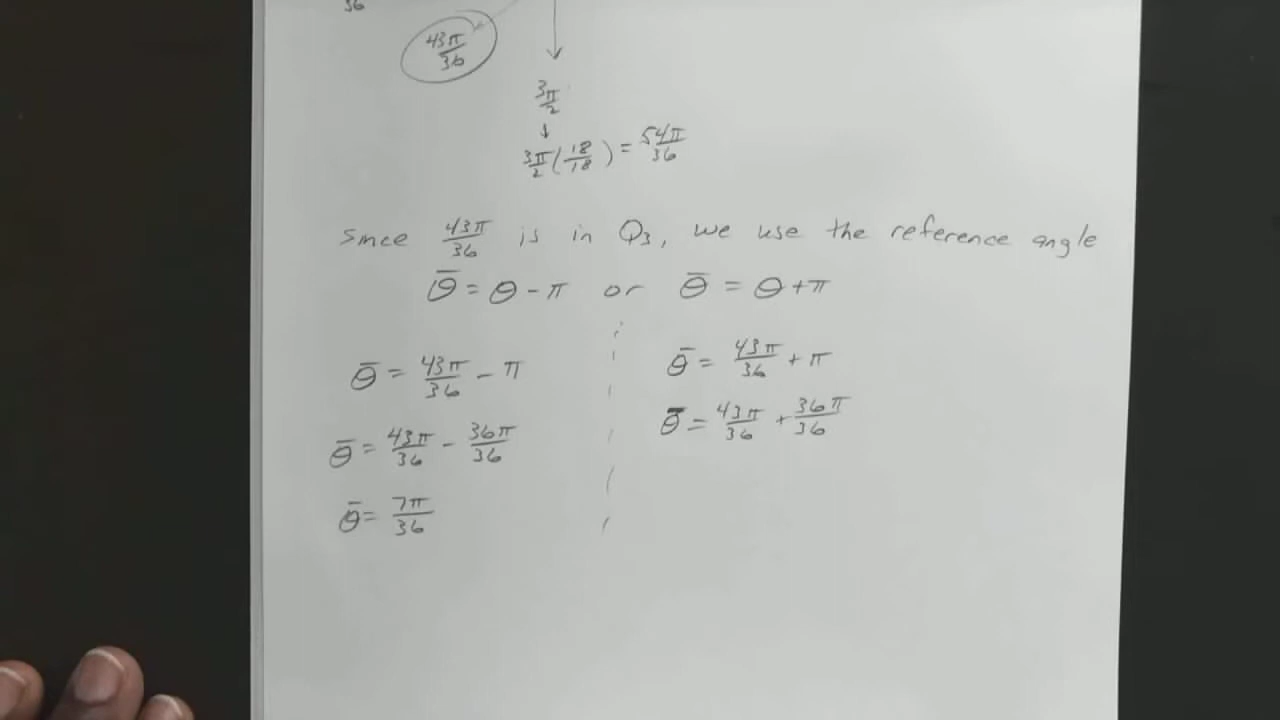 36
43π/36
3π/2
↓
3π/2 (18/18) = 54π/36
Since 43π/36 is in Q3, we use the reference angle
θ̄ = θ - π or θ̄ = θ + π
θ̄ = 43π/36 - π
θ̄ = 43π/36 - 36π/36
θ̄ = 7π/36
θ̄ = 43π/36 + π
θ̄ = 43π/36 + 36π/36